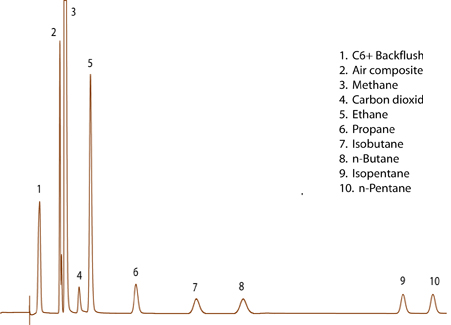 3
2
5
1
4
6
7
8
9
10
1. C6+ Backflush
2. Air composite
3. Methane
4. Carbon dioxid
5. Ethane
6. Propane
7. Isobutane
8. n-Butane
9. Isopentane
10. n-Pentane